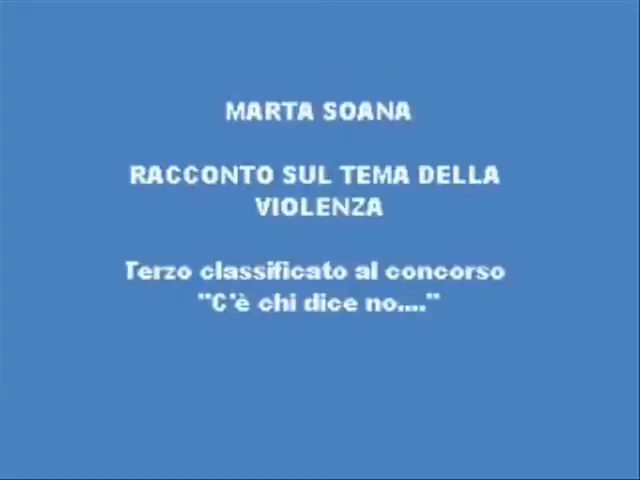 MARTA SOANA
RACCONTO SUL TEMA DELLA
VIOLENZA
Terzo classificato al concorso
"C'è chi dice no...."